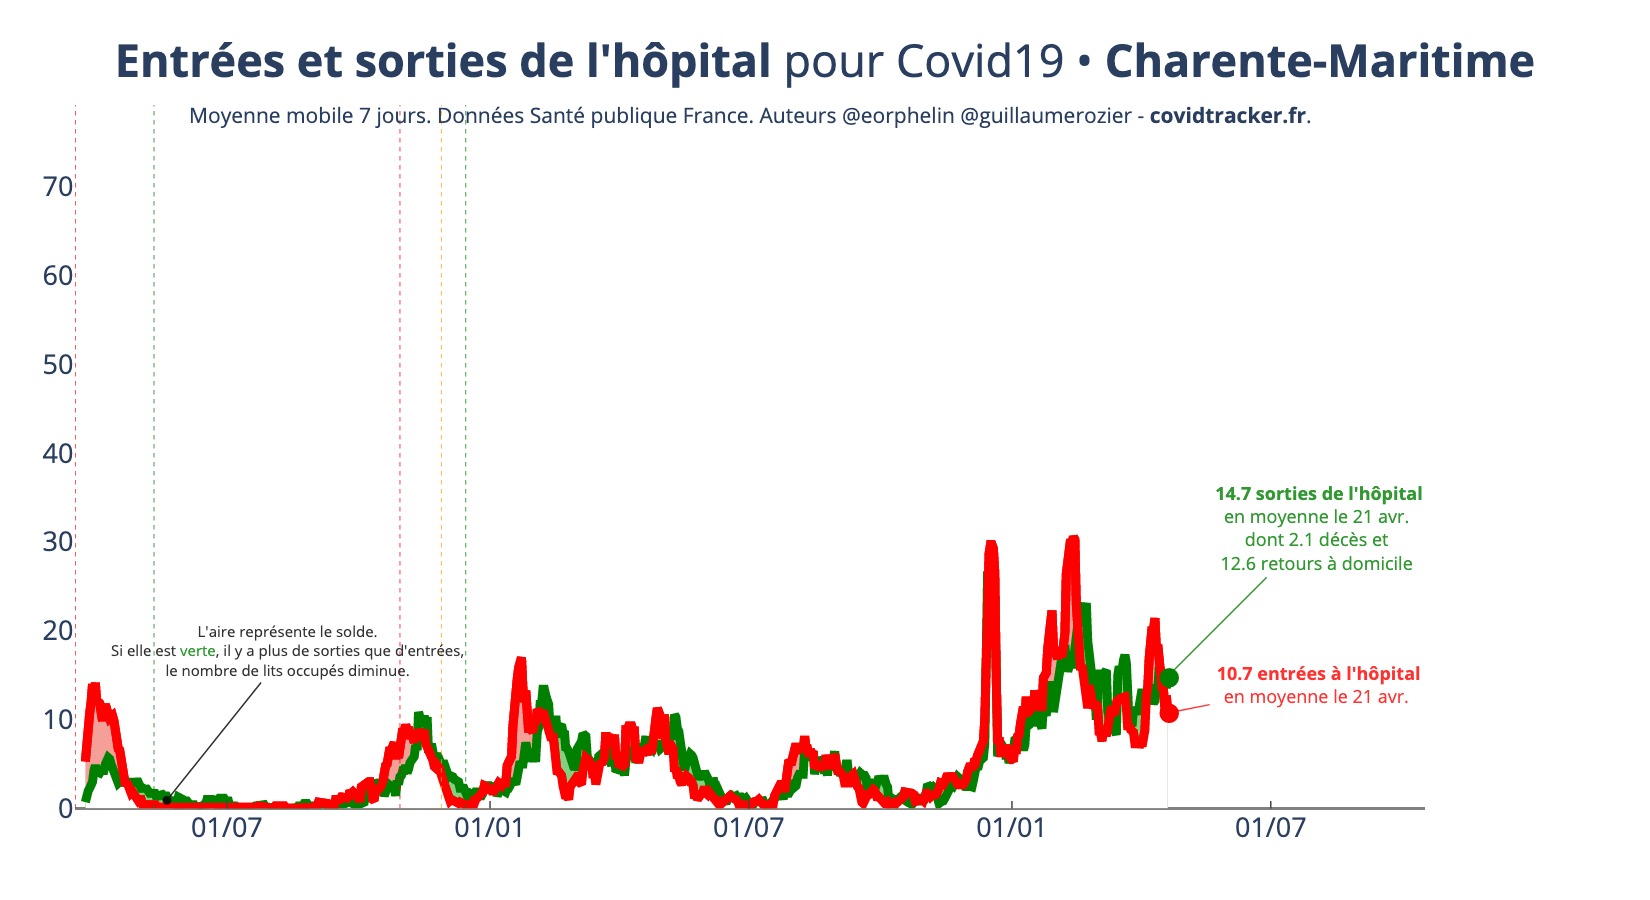 Entrées et sorties de l'hôpital pour Covid19 • Charente-Maritime
Moyenne mobile 7 jours. Données Santé publique France. Auteurs @eorphelin @guillaumerozier - covidtracker.fr.
70
60
50
40
30
20
10
0
14.7 sorties de l'hôpital
en moyenne le 21 avr.
dont 2.1 décès et
12.6 retours à domicile
L'aire représente le solde.
Si elle est verte, il y a plus de sorties que d'entrées,
le nombre de lits occupés diminue.
10.7 entrées à l'hôpital
en moyenne le 21 avr.
01/07
01/01
01/07
01/01
01/07